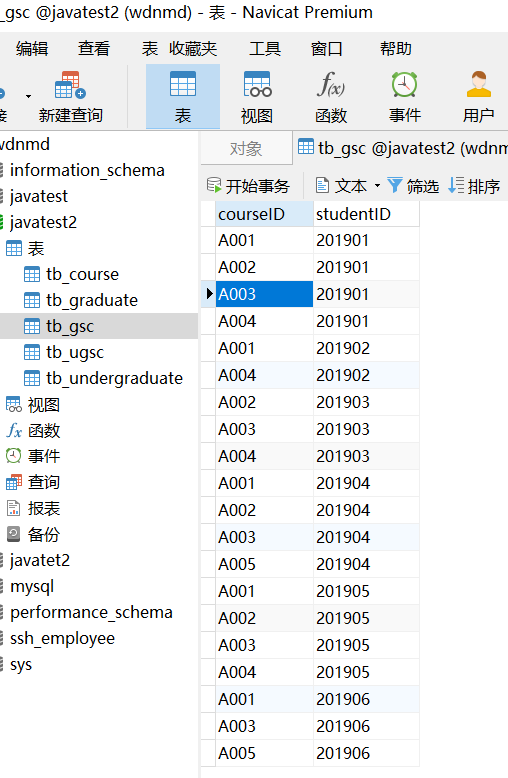 _gsc @javatest2 (wdnmd) - 表 - Navicat Premium
编辑 查看 表 收藏夹 工具 窗口 帮助
接 新建查询 表 视图 函数 事件 用户
wdnmd
information_schema
javatest
javatest2
表
tb_course
tb_graduate
tb_gsc
tb_ugsc
tb_undergraduate
视图
函数
事件
查询
报表
备份
javatet2
mysql
performance_schema
ssh_employee
sys
对象 tb_gsc @javatest2 (wdnm
开始事务 文本 筛选 排序
courseID studentID
A001 201901
A002 201901
A003 201901
A004 201901
A001 201902
A004 201902
A002 201903
A003 201903
A004 201903
A001 201904
A002 201904
A003 201904
A005 201904
A001 201905
A002 201905
A003 201905
A004 201905
A001 201906
A003 201906
A005 201906